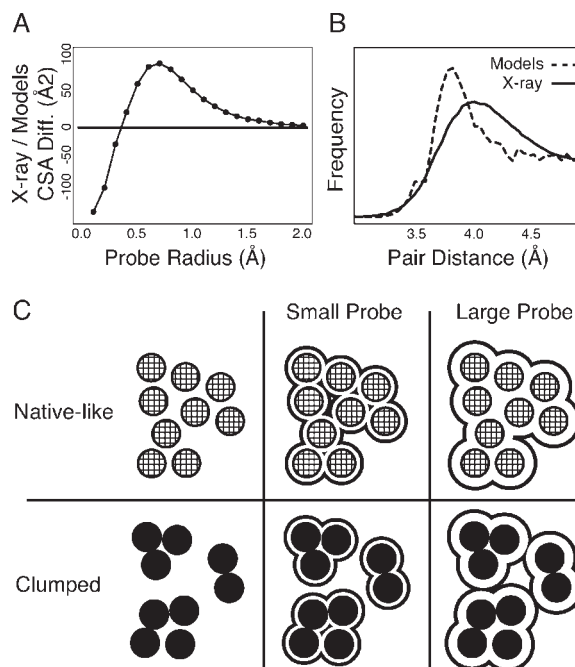 A
X-ray / Models
CSA Diff. (Å2)
100
50
0
-50
-100
0.0 0.5 1.0 1.5 2.0
Probe Radius (Å)
B
Models
X-ray
Frequency
3.5 4.0 4.5
Pair Distance (Å)
C
Small Probe
Large Probe
Native-like
Clumped